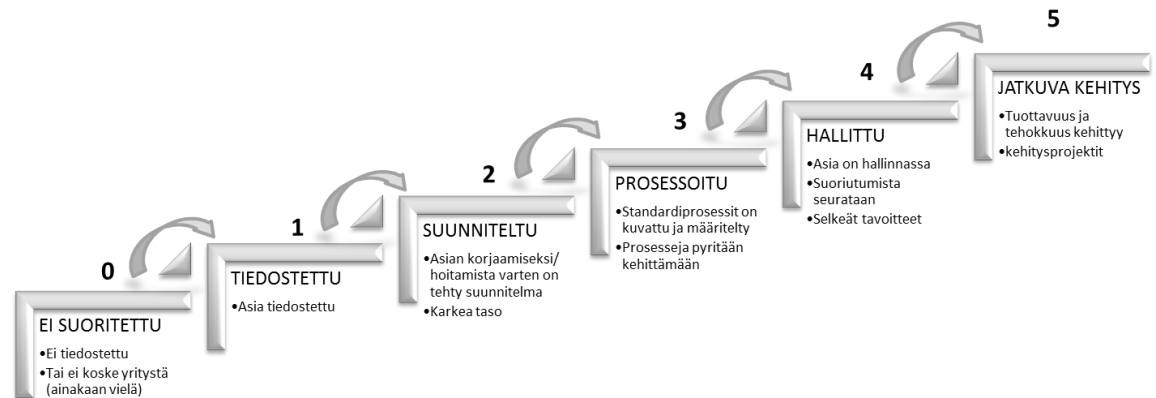 0
EI SUORITETTU
•Ei tiedostettu
•Tai ei koske yritystä
(ainakaan vielä)
1
TIEDOSTETTU
•Asia tiedostettu
2
SUUNNITELTU
•Asian korjaamiseksi/
hoitamista varten on
tehty suunnitelma
•Karkea taso
3
PROSESSOITU
•Standardiprosessit on
kuvattu ja määritelty
•Prosesseja pyritään
kehittämään
4
HALLITTU
•Asia on hallinnassa
•Suoriutumista
seurataan
•Selkeät tavoitteet
5
JATKUVA KEHITYS
•Tuottavuus ja
tehokkuus kehittyy
•kehitysprojektit